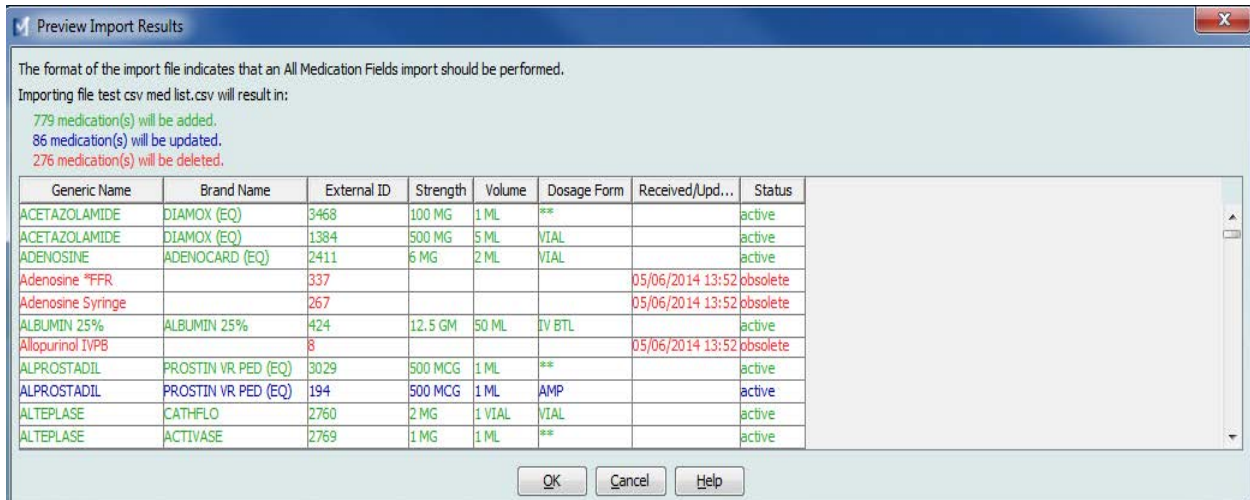 Preview Import Results
The format of the import file indicates that an All Medication Fields import should be performed.
Importing file test csv med list.csv will result in:
779 medication(s) will be added.
86 medication(s) will be updated.
276 medication(s) will be deleted.
Generic Name Brand Name External ID Strength Volume Dosage Form Received/Upd... Status
ACETAZOLAMIDE DIAMOX (EQ) 3468 100 MG 1 ML ** active
ACETAZOLAMIDE DIAMOX (EQ) 1384 500 MG 5 ML VIAL active
ADENOSINE ADENOCARD (EQ) 2411 6 MG 2 ML VIAL active
Adenosine *FFR 337 05/06/2014 13:52 obsolete
Adenosine Syringe 267 05/06/2014 13:52 obsolete
ALBUMIN 25% ALBUMIN 25% 424 12.5 GM 50 ML IV BTL active
Allopurinol IVPB 8 05/06/2014 13:52 obsolete
ALPROSTADIL PROSTIN VR PED (EQ) 3029 500 MCG 1 ML ** active
ALPROSTADIL PROSTIN VR PED (EQ) 194 500 MCG 1 ML AMP active
ALTEPLASE CATHFLO 2760 2 MG 1 VIAL VIAL active
ALTEPLASE ACTIVASE 2769 1 MG 1 ML ** active
OK Cancel Help